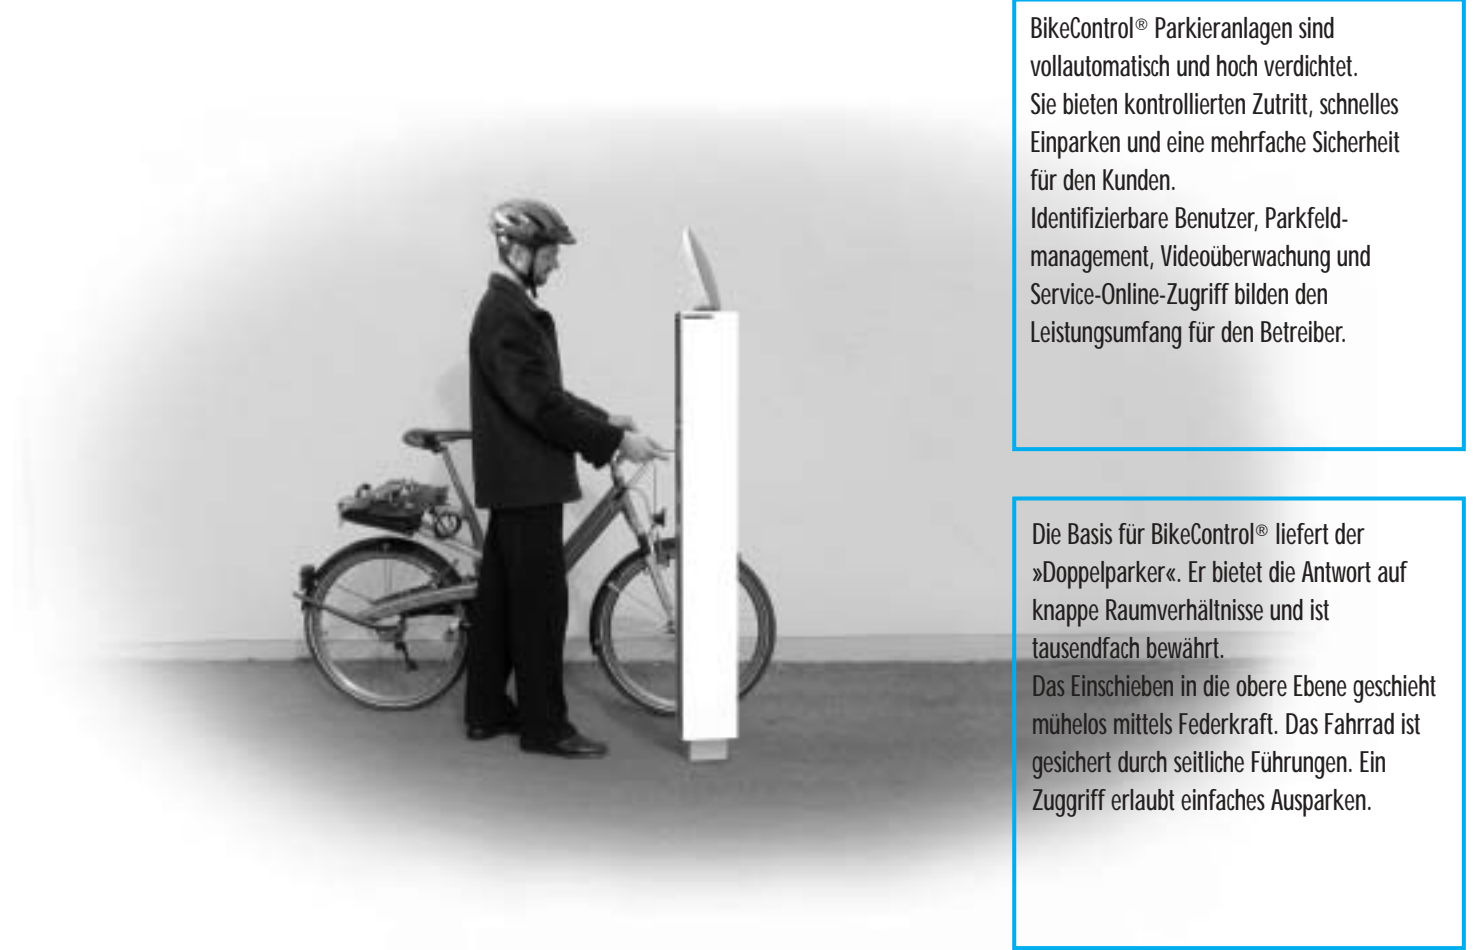 BikeControl® Parkieranlagen sind
vollautomatisch und hoch verdichtet.
Sie bieten kontrollierten Zutritt, schnelles
Einparken und eine mehrfache Sicherheit
für den Kunden.
Identifizierbare Benutzer, Parkfeld-
management, Videoüberwachung und
Service-Online-Zugriff bilden den
Leistungsumfang für den Betreiber.
Die Basis für BikeControl® liefert der
»Doppelparker«. Er bietet die Antwort auf
knappe Raumverhältnisse und ist
tausendfach bewährt.
Das Einschieben in die obere Ebene geschieht
mühelos mittels Federkraft. Das Fahrrad ist
gesichert durch seitliche Führungen. Ein
Zuggriff erlaubt einfaches Ausparken.